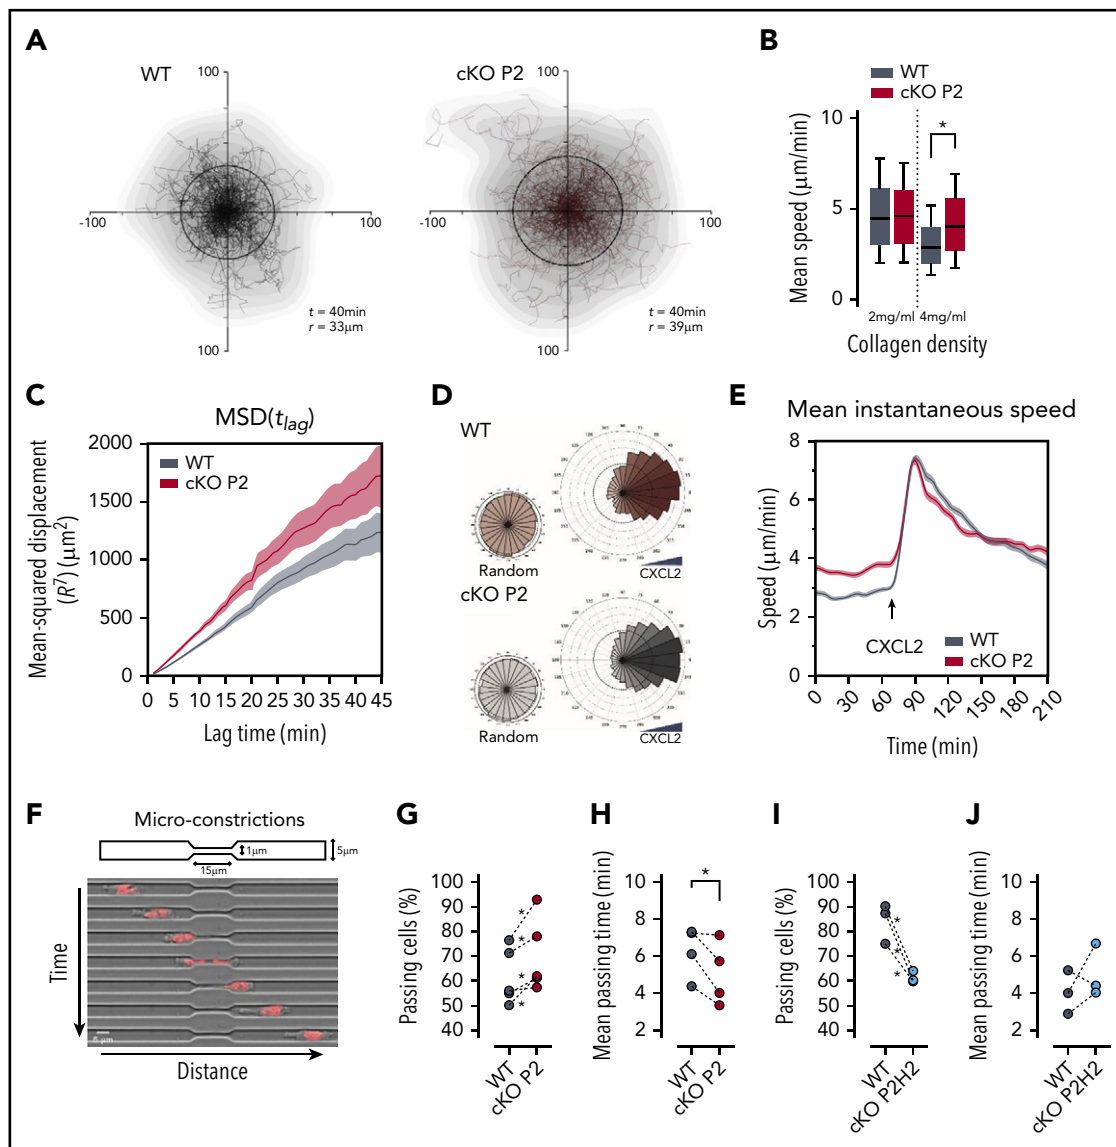 A
WT
100
-100
100
100
t = 40min
r = 33µm
cKO P2
100
-100
100
100
t = 40min
r = 39µm
B
WT
cKO P2
*
Mean speed (µm/min)
10
5
0
2mg/ml
4mg/ml
Collagen density
C
MSD(tlag)
WT
cKO P2
Mean-squared displacement
(R7) (µm2)
2000
1500
1000
500
0
0 5 10 15 20 25 30 35 40 45
Lag time (min)
D
WT
Random
CXCL2
cKO P2
Random
CXCL2
E
Mean instantaneous speed
Speed (µm/min)
8
6
4
2
0
CXCL2
WT
cKO P2
0 30 60 90 120 150 180 210
Time (min)
F
Micro-constrictions
1µm
5µm
15µm
Time
5 µm
Distance
G
Passing cells (%)
100
90
80
70
60
50
40
*
*
*
*
WT
cKO P2
H
Mean passing time (min)
10
8
6
4
2
*
WT
cKO P2
I
Passing cells (%)
100
90
80
70
60
50
40
*
*
*
WT
cKO P2H2
J
Mean passing time (min)
10
8
6
4
2
WT
cKO P2H2